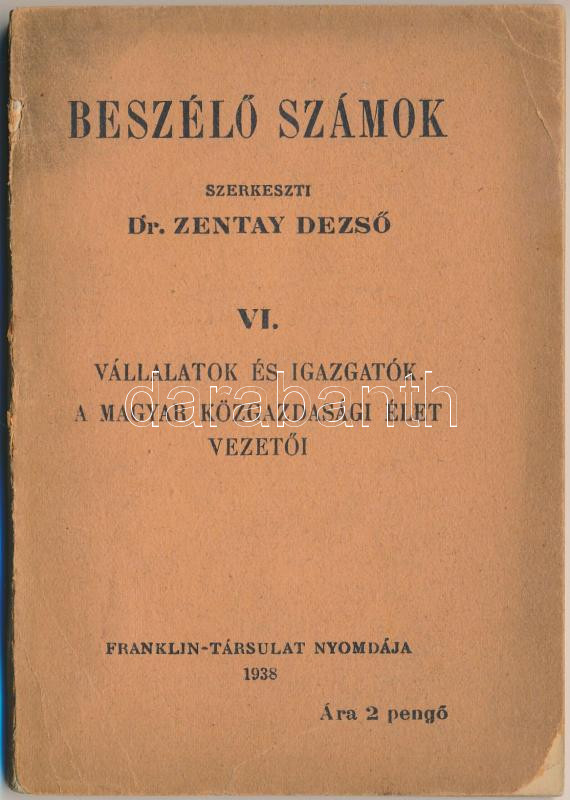 BESZÉLŐ SZÁMOK
SZERKESZTI
Dr. ZENTAY DEZSŐ
VI.
VÁLLALATOK ÉS IGAZGATÓK.
darabanth
A MAGYAR KÖZGAZDASÁGI ÉLET
VEZETŐI
FRANKLIN-TÁRSULAT NYOMDÁJA
1938
Ára 2 pengő